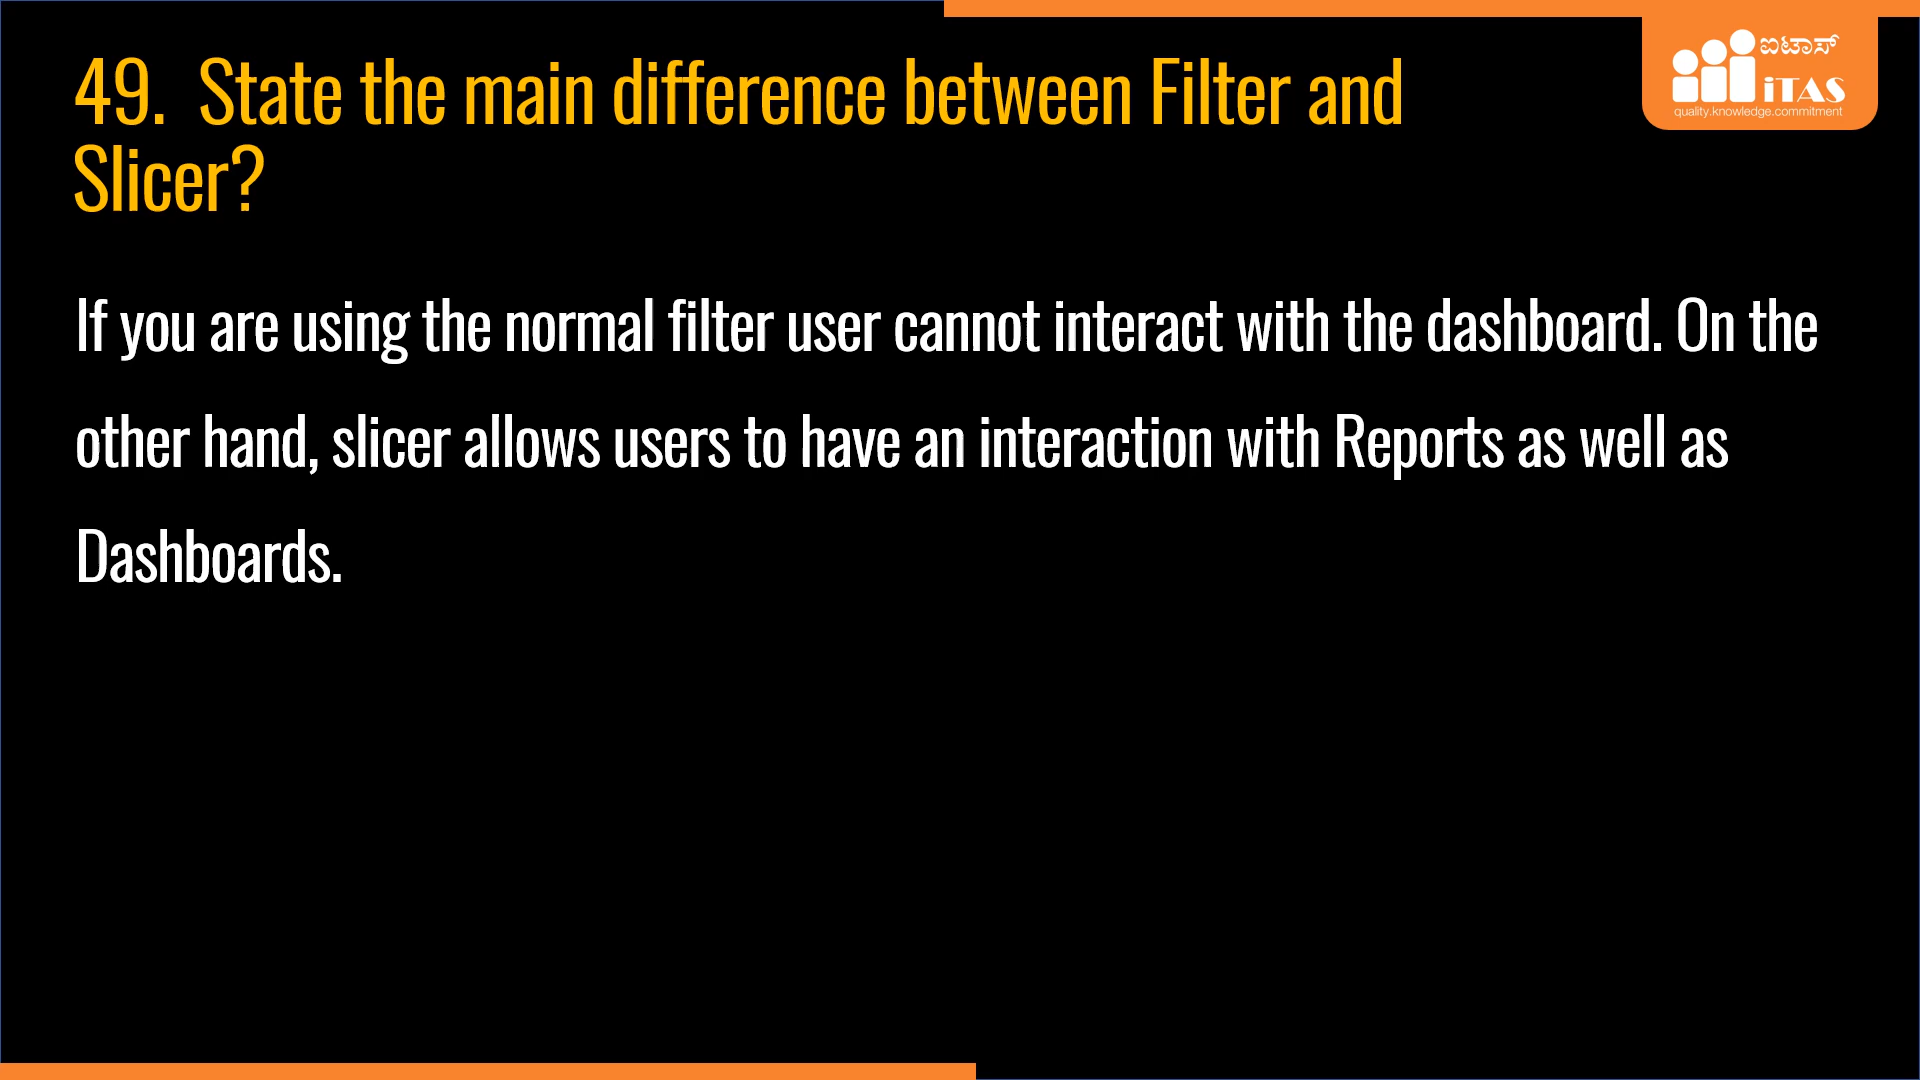 49.  State the main difference between Filter and
Slicer?
ಐಟಾಸ್
iTAS
quality.knowledge.commitment
If you are using the normal filter user cannot interact with the dashboard. On the
other hand, slicer allows users to have an interaction with Reports as well as
Dashboards.